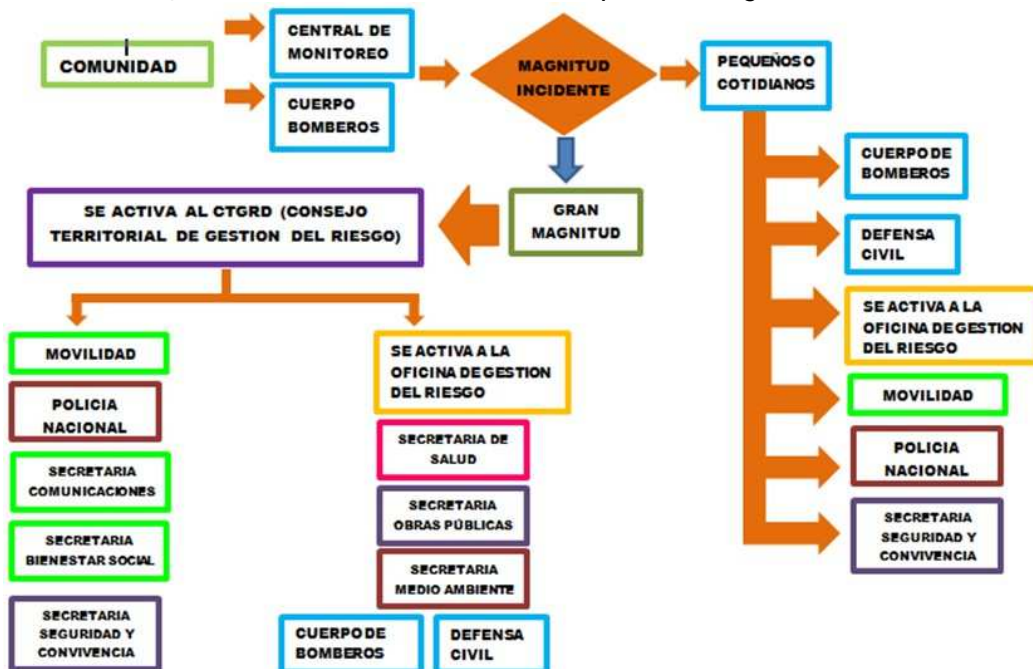 COMUNIDAD
CENTRAL DE
MONITOREO
CUERPO
BOMBEROS
MAGNITUD
INCIDENTE
PEQUEÑOS O
COTIDIANOS
GRAN
MAGNITUD
SE ACTIVA AL CTGRD (CONSEJO
TERRITORIAL DE GESTION DEL RIESGO)
MOVILIDAD
POLICIA
NACIONAL
SECRETARIA
COMUNICACIONES
SECRETARIA
BIENESTAR SOCIAL
SECRETARIA
SEGURIDAD Y
CONVIVENCIA
SE ACTIVA A LA
OFICINA DE GESTION
DEL RIESGO
SECRETARIA DE
SALUD
SECRETARIA
OBRAS PÚBLICAS
SECRETARIA
MEDIO AMBIENTE
CUERPO DE
BOMBEROS
DEFENSA
CIVIL
CUERPO DE
BOMBEROS
DEFENSA
CIVIL
SE ACTIVA A LA
OFICINA DE GESTION
DEL RIESGO
MOVILIDAD
POLICIA
NACIONAL
SECRETARIA
SEGURIDAD Y
CONVIVENCIA